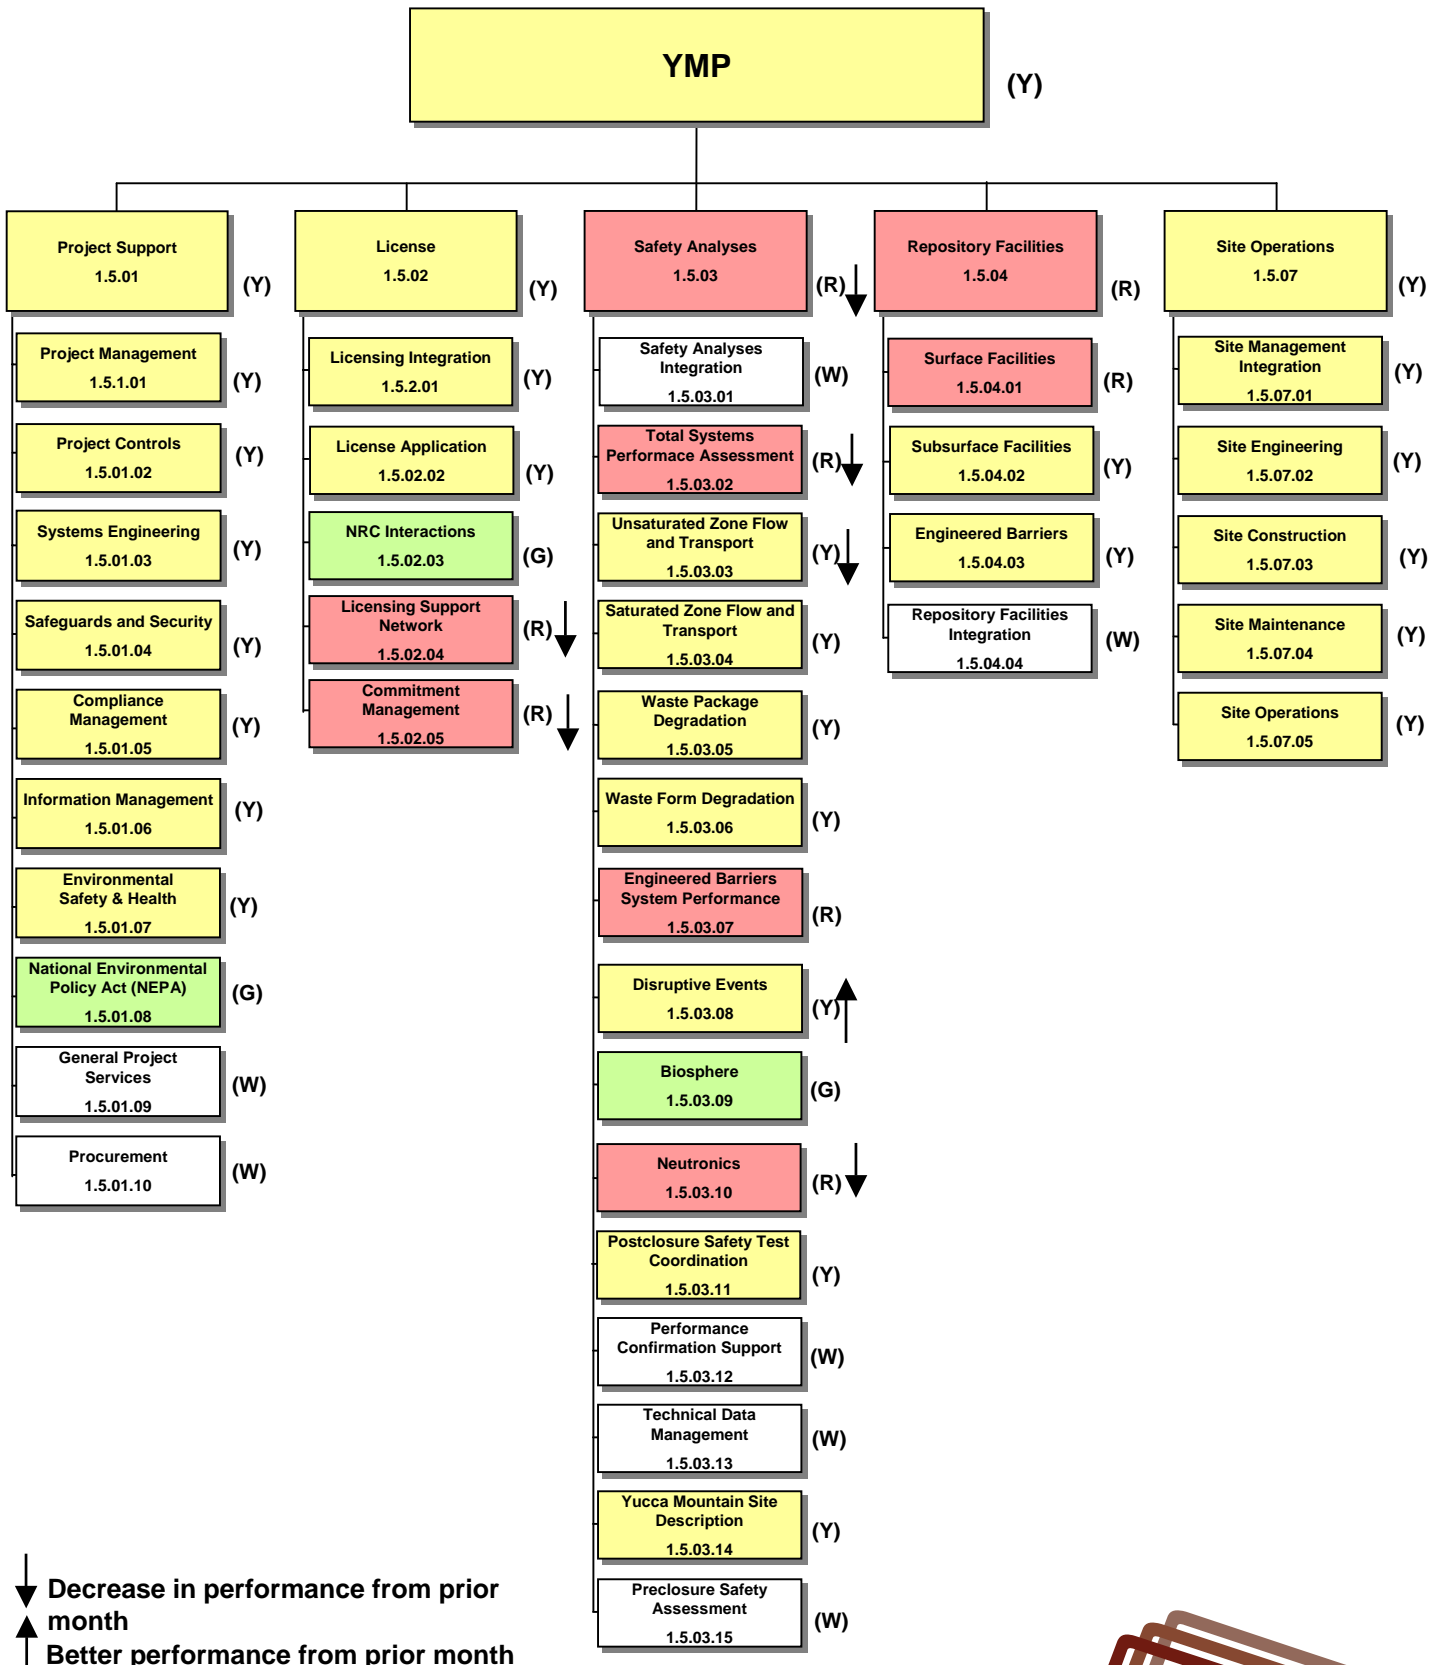 YMP
(Y)
Project Support
1.5.01
(Y)
Project Management
1.5.1.01
(Y)
Project Controls
1.5.01.02
(Y)
Systems Engineering
1.5.01.03
(Y)
Safeguards and Security
1.5.01.04
(Y)
Compliance
Management
1.5.01.05
(Y)
Information Management
1.5.01.06
(Y)
Environmental
Safety & Health
1.5.01.07
(Y)
National Environmental
Policy Act (NEPA)
1.5.01.08
(G)
General Project
Services
1.5.01.09
(W)
Procurement
1.5.01.10
(W)
License
1.5.02
(Y)
Licensing Integration
1.5.2.01
(Y)
License Application
1.5.02.02
(Y)
NRC Interactions
1.5.02.03
(G)
Licensing Support
Network
1.5.02.04
(R)
Commitment
Management
1.5.02.05
(R)
Safety Analyses
1.5.03
(R)
Safety Analyses
Integration
1.5.03.01
(W)
Total Systems
Performace Assessment
1.5.03.02
(R)
Unsaturated Zone Flow
and Transport
1.5.03.03
(Y)
Saturated Zone Flow and
Transport
1.5.03.04
(Y)
Waste Package
Degradation
1.5.03.05
(Y)
Waste Form Degradation
1.5.03.06
(Y)
Engineered Barriers
System Performance
1.5.03.07
(R)
Disruptive Events
1.5.03.08
(Y)
Biosphere
1.5.03.09
(G)
Neutronics
1.5.03.10
(R)
Postclosure Safety Test
Coordination
1.5.03.11
(Y)
Performance
Confirmation Support
1.5.03.12
(W)
Technical Data
Management
1.5.03.13
(W)
Yucca Mountain Site
Description
1.5.03.14
(Y)
Preclosure Safety
Assessment
1.5.03.15
(W)
Repository Facilities
1.5.04
(R)
Surface Facilities
1.5.04.01
(R)
Subsurface Facilities
1.5.04.02
(Y)
Engineered Barriers
1.5.04.03
(Y)
Repository Facilities
Integration
1.5.04.04
(W)
Site Operations
1.5.07
(Y)
Site Management
Integration
1.5.07.01
(Y)
Site Engineering
1.5.07.02
(Y)
Site Construction
1.5.07.03
(Y)
Site Maintenance
1.5.07.04
(Y)
Site Operations
1.5.07.05
(Y)
Decrease in performance from prior
month
Better performance from prior month